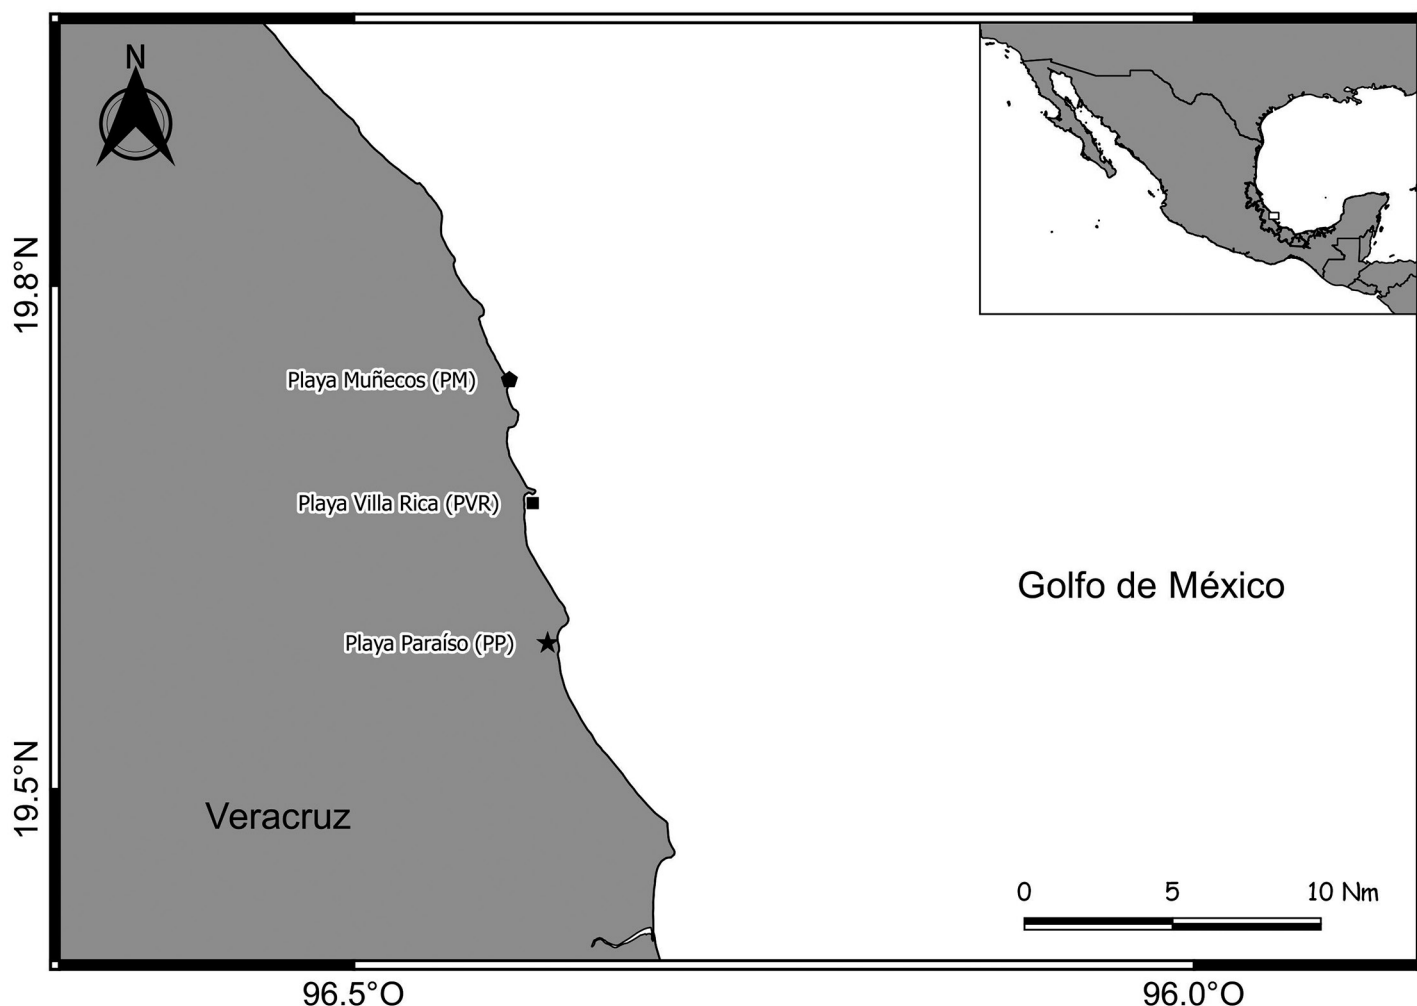 N
19.8°N
Playa Muñecos (PM)
Playa Villa Rica (PVR)
Golfo de México
Playa Paraíso (PP)
19.5°N
Veracruz
0 5 10 Nm
96.5°O 96.0°O